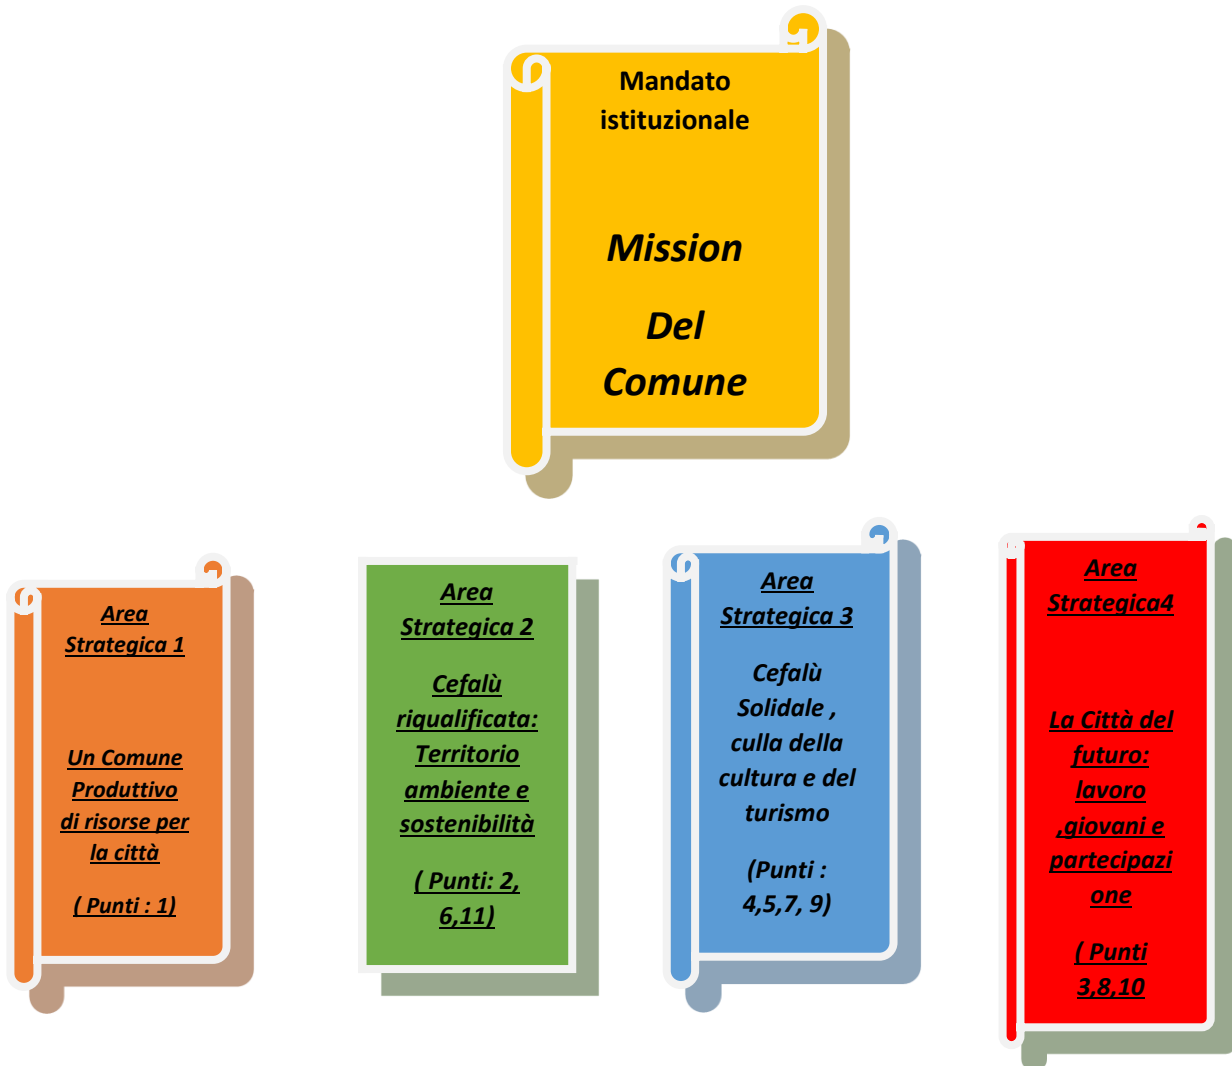 Mandato
istituzionale
Mission
Del
Comune
Area
Strategica 1
Un Comune
Produttivo
di risorse per
la città
( Punti : 1)
Area
Strategica 2
Cefalù
riqualificata:
Territorio
ambiente e
sostenibilità
( Punti: 2,
6,11)
Area
Strategica 3
Cefalù
Solidale ,
culla della
cultura e del
turismo
(Punti :
4,5,7, 9)
Area
Strategica4
La Città del
futuro:
lavoro
,giovani e
partecipazi
one
( Punti
3,8,10